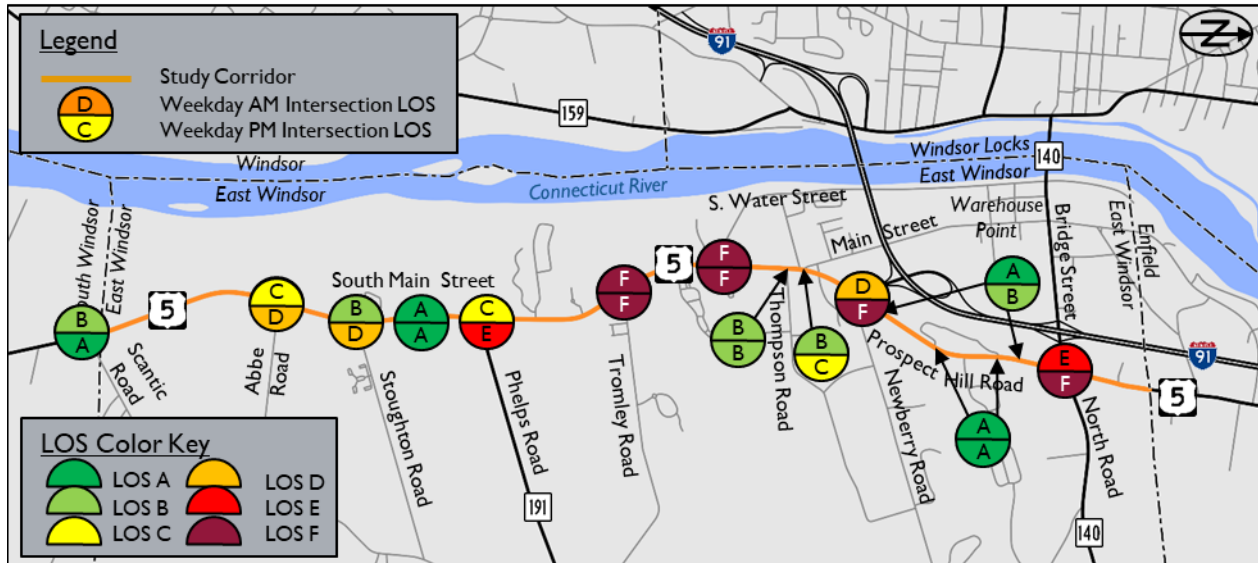 Legend
Study Corridor
D
C
Weekday AM Intersection LOS
Weekday PM Intersection LOS
91
Z
159
Windsor
East Windsor
Connecticut River
Windsor Locks
East Windsor
140
S. Water Street
Main Street
Warehouse
Point
Bridge Street
Enfield
East Windsor
South Windsor
East Windsor
B
A
Scantic
Road
5
C
D
Abbe
Road
South Main Street
B
D
Stoughton Road
A
A
C
E
Phelps Road
191
F
F
Tromley Road
5
F
F
B
B
Thompson Road
B
C
D
F
Newberry Road
Prospect Hill Road
A
B
A
A
E
F
North Road
140
91
5
LOS Color Key
LOS A
LOS D
LOS B
LOS E
LOS C
LOS F